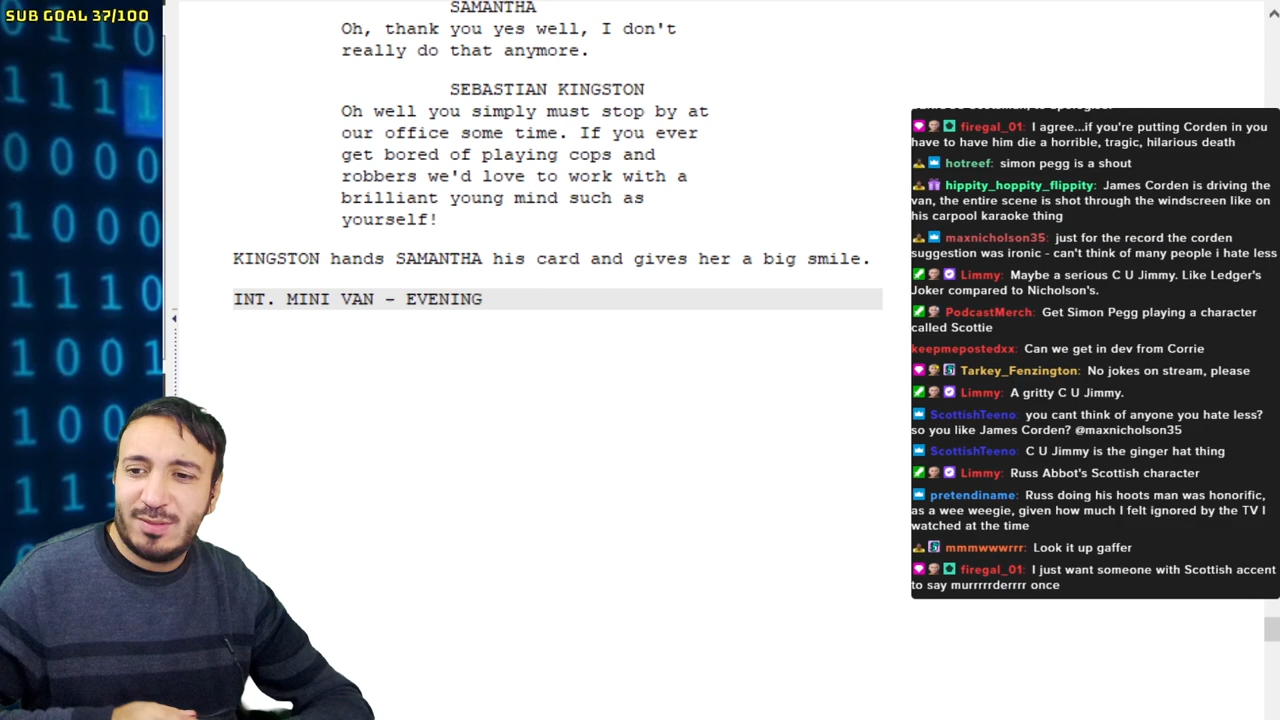 SUB GOAL 37/100
SAMANTHA
Oh, thank you yes well, I don't
really do that anymore.
SEBASTIAN KINGSTON
Oh well you simply must stop by at
our office some time. If you ever
get bored of playing cops and
robbers we'd love to work with a
brilliant young mind such as
yourself!
KINGSTON hands SAMANTHA his card and gives her a big smile.
INT. MINI VAN - EVENING
firegal_01: I agree...if you're putting Corden in you
have to have him die a horrible, tragic, hilarious death
hotreef: simon pegg is a shout
hippity_hoppity_flippity: James Corden is driving the
van, the entire scene is shot through the windscreen like on
his carpool karaoke thing
maxnicholson35: just for the record the corden
suggestion was ironic - can't think of many people i hate less
Limmy: Maybe a serious C U Jimmy. Like Ledger's
Joker compared to Nicholson's.
PodcastMerch: Get Simon Pegg playing a character
called Scottie
keepmepostedxx: Can we get in dev from Corrie
Tarkey_Fenzington: No jokes on stream, please
Limmy: A gritty C U Jimmy.
ScottishTeeno: you cant think of anyone you hate less?
so you like James Corden? @maxnicholson35
ScottishTeeno: C U Jimmy is the ginger hat thing
Limmy: Russ Abbot's Scottish character
pretendiname: Russ doing his hoots man was honorific,
as a wee weegie, given how much I felt ignored by the TV I
watched at the time
mmmwwwrrr: Look it up gaffer
firegal_01: I just want someone with Scottish accent
to say murrrrrderrrr once